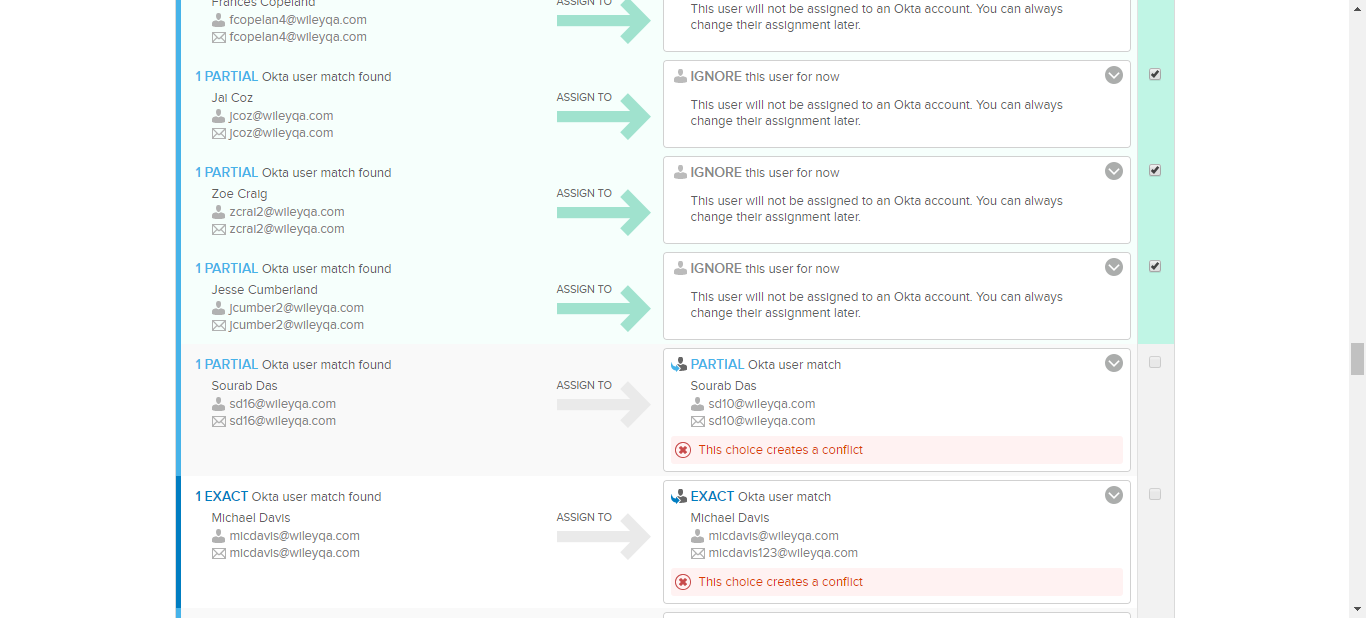 Frances Copeland
fcopelan4@wileyqa.com
fcopelan4@wileyqa.com
ASSIGN TO
This user will not be assigned to an Okta account. You can always
change their assignment later.
1 PARTIAL Okta user match found
Jai Coz
jcoz@wileyqa.com
jcoz@wileyqa.com
ASSIGN TO
IGNORE this user for now
This user will not be assigned to an Okta account. You can always
change their assignment later.
1 PARTIAL Okta user match found
Zoe Craig
zcrai2@wileyqa.com
zcrai2@wileyqa.com
ASSIGN TO
IGNORE this user for now
This user will not be assigned to an Okta account. You can always
change their assignment later.
1 PARTIAL Okta user match found
Jesse Cumberland
jcumber2@wileyqa.com
jcumber2@wileyqa.com
ASSIGN TO
IGNORE this user for now
This user will not be assigned to an Okta account. You can always
change their assignment later.
1 PARTIAL Okta user match found
Sourab Das
sd16@wileyqa.com
sd16@wileyqa.com
ASSIGN TO
PARTIAL Okta user match
Sourab Das
sd10@wileyqa.com
sd10@wileyqa.com
This choice creates a conflict
1 EXACT Okta user match found
Michael Davis
micdavis@wileyqa.com
micdavis@wileyqa.com
ASSIGN TO
EXACT Okta user match
Michael Davis
micdavis@wileyqa.com
micdavis123@wileyqa.com
This choice creates a conflict